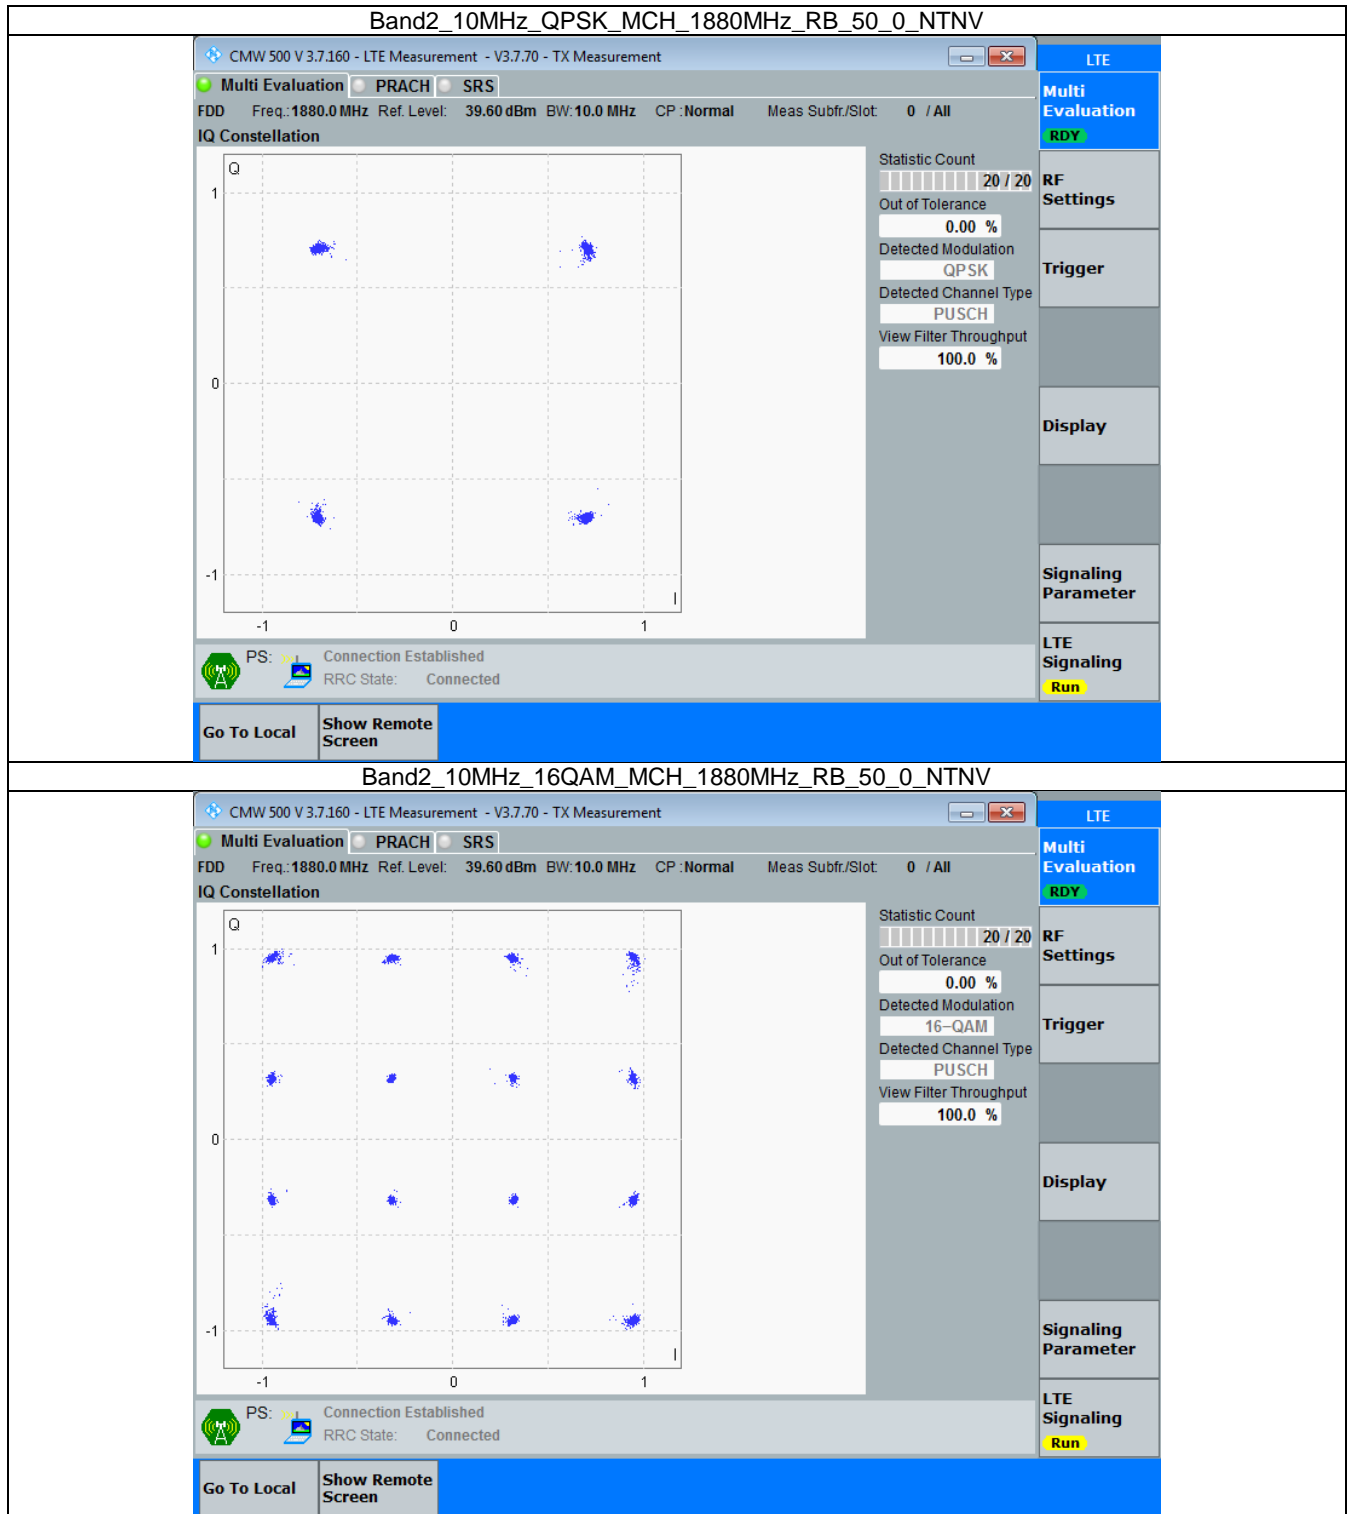 Band2_10MHz_QPSK_MCH_1880MHz_RB_50_0_NTNV
CMW 500 V 3.7.160 - LTE Measurement - V3.7.70 - TX Measurement
LTE
Multi Evaluation PRACH SRS
Multi
Evaluation
RDY
FDD Freq.:1880.0 MHz Ref. Level: 39.60 dBm BW:10.0 MHz CP :Normal Meas Subfr./Slot: 0 / All
IQ Constellation
Q
1
0
-1
I
-1 0 1
Statistic Count
20 / 20
Out of Tolerance
0.00 %
Detected Modulation
QPSK
Detected Channel Type
PUSCH
View Filter Throughput
100.0 %
RF
Settings
Trigger
Display
Signaling
Parameter
LTE
Signaling
Run
PS: Connection Established
RRC State: Connected
Go To Local
Show Remote
Screen
Band2_10MHz_16QAM_MCH_1880MHz_RB_50_0_NTNV
CMW 500 V 3.7.160 - LTE Measurement - V3.7.70 - TX Measurement
LTE
Multi Evaluation PRACH SRS
Multi
Evaluation
RDY
FDD Freq.:1880.0 MHz Ref. Level: 39.60 dBm BW:10.0 MHz CP :Normal Meas Subfr./Slot: 0 / All
IQ Constellation
Q
1
0
-1
I
-1 0 1
Statistic Count
20 / 20
Out of Tolerance
0.00 %
Detected Modulation
16-QAM
Detected Channel Type
PUSCH
View Filter Throughput
100.0 %
RF
Settings
Trigger
Display
Signaling
Parameter
LTE
Signaling
Run
PS: Connection Established
RRC State: Connected
Go To Local
Show Remote
Screen